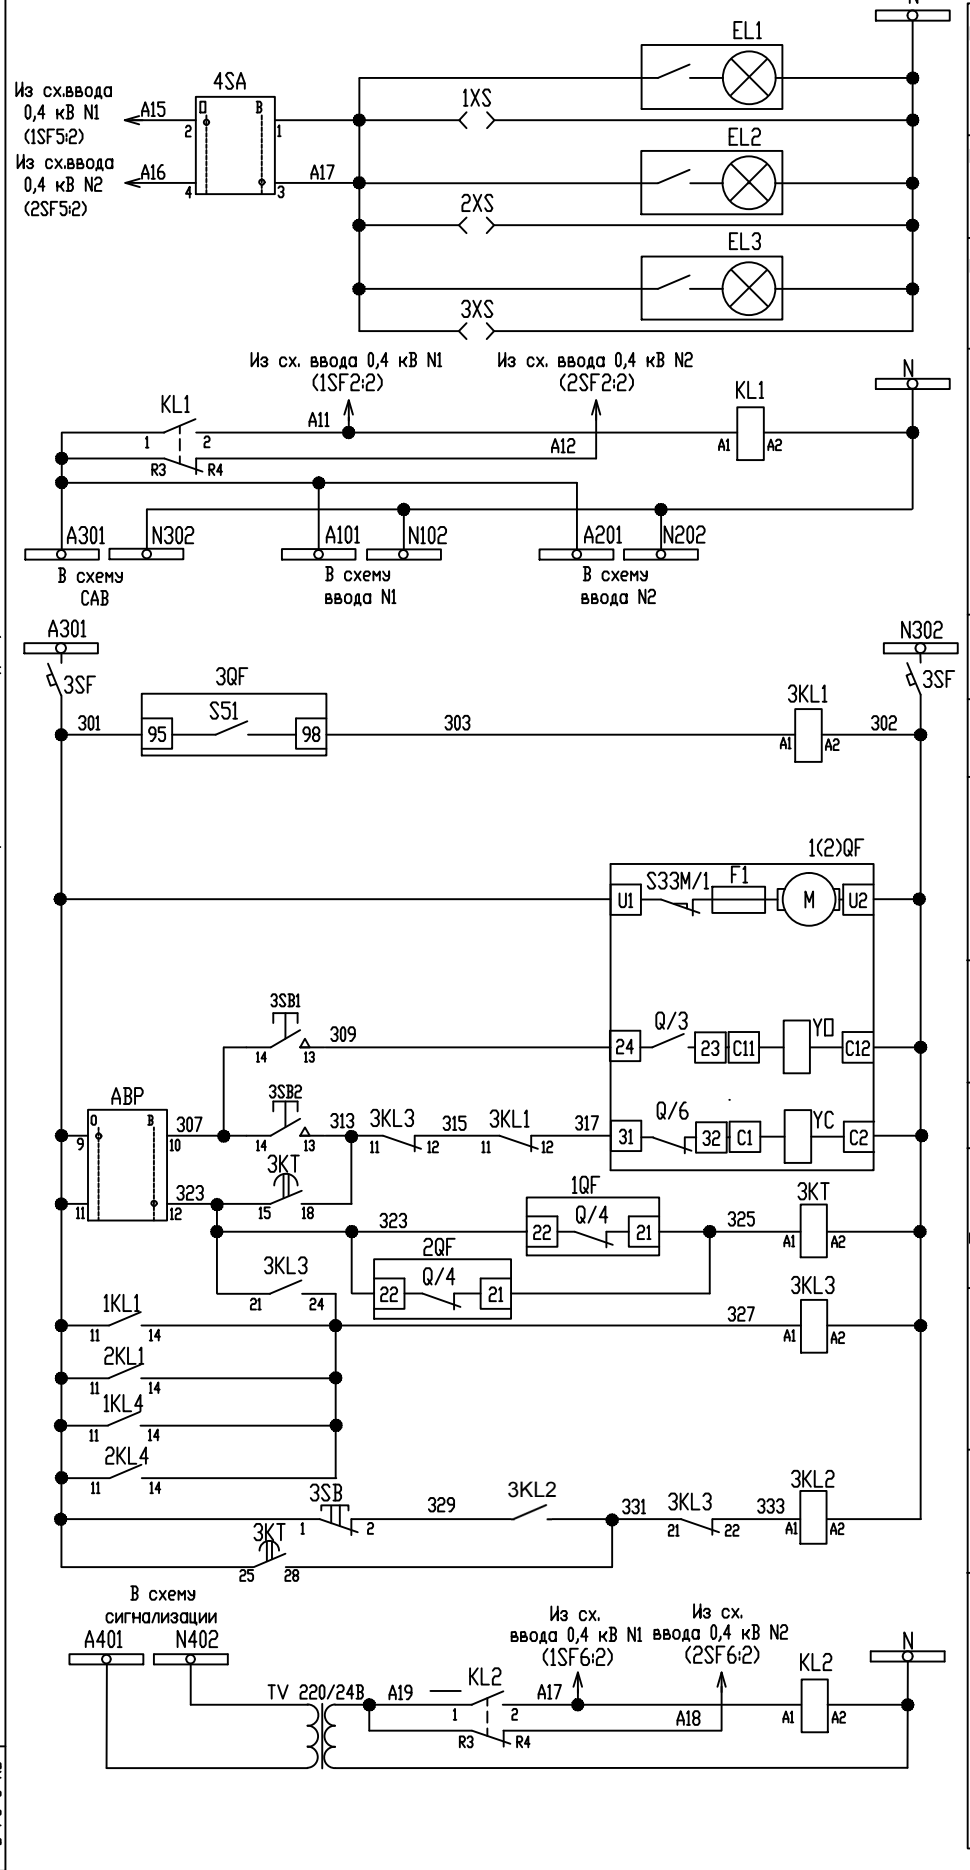 N
EL1
4SA
Из сх.ввода
0,4 кВ N1
(1SF5:2)
A15
О
В
2
1
1XS
EL2
Из сх.ввода
0,4 кВ N2
(2SF5:2)
A16
4
3
A17
2XS
EL3
3XS
Из сх. ввода 0,4 кВ N1
(1SF2:2)
Из сх. ввода 0,4 кВ N2
(2SF2:2)
N
KL1
A11
KL1
1
2
A12
A1
A2
R3
R4
A301
N302
A101
N102
A201
N202
В схему
САВ
В схему
ввода N1
В схему
ввода N2
A301
N302
3SF
3SF
3QF
S51
301
95
98
303
3KL1
302
A1
A2
1(2)QF
S33M/1
F1
U1
M
U2
3SB1
309
14
13
24
Q/3
23
C11
YО
C12
АВР
О
В
307
9
10
3SB2
14
13
313
3KL3
11
12
315
3KL1
11
12
317
31
Q/6
32
C1
YC
C2
323
11
12
3KT
15
18
323
1QF
22
Q/4
21
325
3KT
A1
A2
2QF
22
Q/4
21
3KL3
21
24
3KL3
1KL1
11
14
327
A1
A2
2KL1
11
14
1KL4
11
14
2KL4
11
14
3SB
1
2
329
3KL2
331
3KL3
21
22
333
3KL2
A1
A2
3KT
25
28
В схему
сигнализации
A401
N402
Из сх.
ввода 0,4 кВ N1
(1SF6:2)
Из сх.
ввода 0,4 кВ N2
(2SF6:2)
N
TV 220/24В
A19
KL2
1
2
A17
A18
KL2
A1
A2
R3
R4